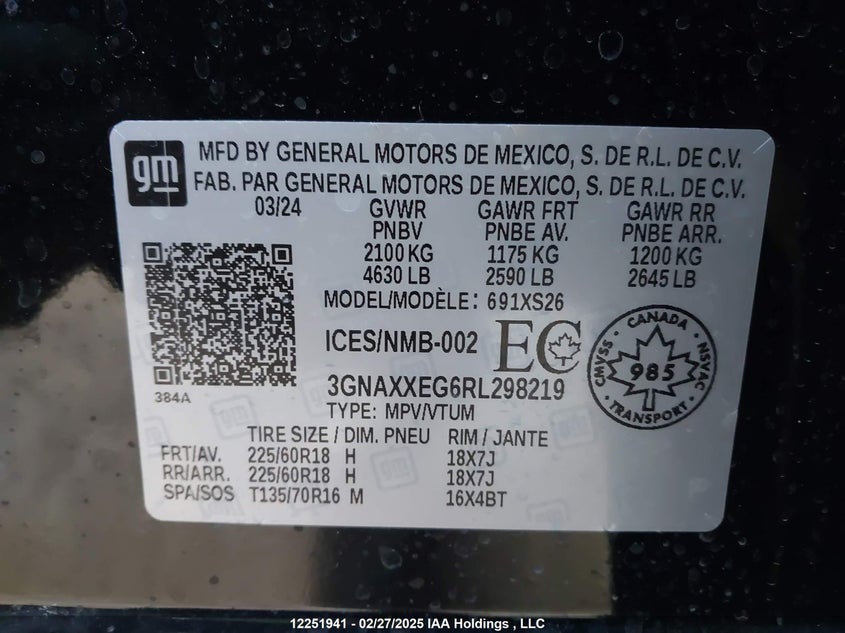 gm
MFD BY GENERAL MOTORS DE MEXICO, S. DE R.L. DE C.V.
FAB. PAR GENERAL MOTORS DE MEXICO, S. DE R.L. DE C.V.
03/24 GVWR GAWR FRT GAWR RR
PNBV PNBE AV. PNBE ARR.
2100 KG 1175 KG 1200 KG
4630 LB 2590 LB 2645 LB
MODEL/MODÈLE: 691XS26
ICES/NMB-002 EC
CANADA
CMVSS 985 NSVAC
TRANSPORT
384A
3GNAXXEG6RL298219
TYPE: MPV/VTUM
TIRE SIZE / DIM. PNEU RIM / JANTE
FRT/AV. 225/60R18 H 18X7J
RR/ARR. 225/60R18 H 18X7J
SPA/SOS T135/70R16 M 16X4BT
12251941 - 02/27/2025 IAA Holdings , LLC